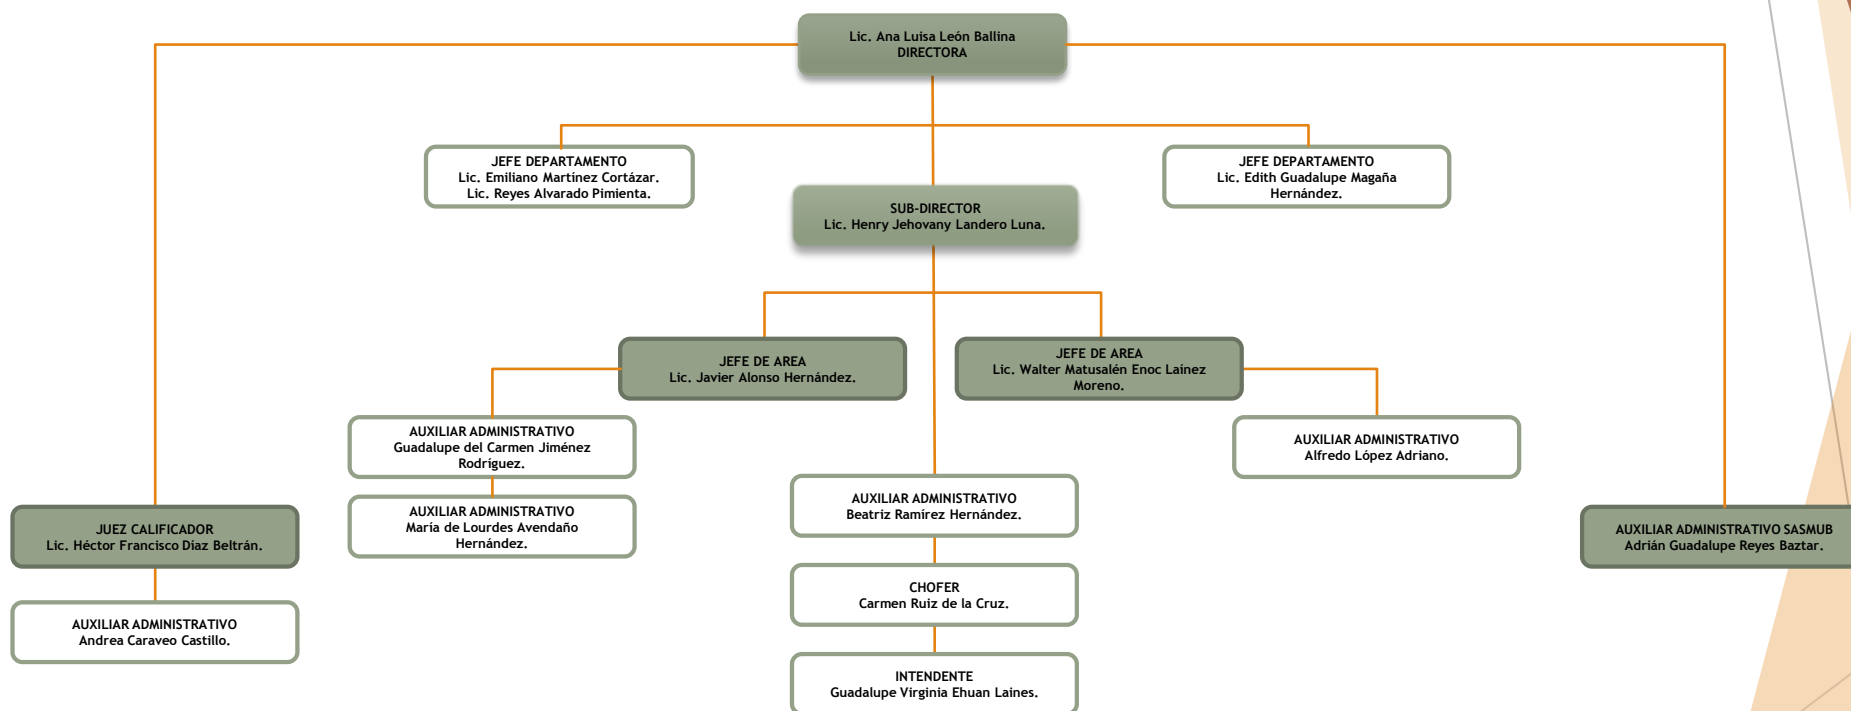 Lic. Ana Luisa León Ballina
DIRECTORA
JEFE DEPARTAMENTO
Lic. Emiliano Martínez Cortázar.
Lic. Reyes Alvarado Pimienta.
JEFE DEPARTAMENTO
Lic. Edith Guadalupe Magaña
Hernández.
SUB-DIRECTOR
Lic. Henry Jehovany Landero Luna.
JEFE DE AREA
Lic. Javier Alonso Hernández.
JEFE DE AREA
Lic. Walter Matusalén Enoc Laínez
Moreno.
AUXILIAR ADMINISTRATIVO
Guadalupe del Carmen Jiménez
Rodríguez.
AUXILIAR ADMINISTRATIVO
Alfredo López Adriano.
AUXILIAR ADMINISTRATIVO
María de Lourdes Avendaño
Hernández.
AUXILIAR ADMINISTRATIVO
Beatriz Ramírez Hernández.
JUEZ CALIFICADOR
Lic. Héctor Francisco Díaz Beltrán.
AUXILIAR ADMINISTRATIVO SASMUB
Adrián Guadalupe Reyes Baztar.
CHOFER
Carmen Ruiz de la Cruz.
AUXILIAR ADMINISTRATIVO
Andrea Caraveo Castillo.
INTENDENTE
Guadalupe Virginia Ehuan Laines.